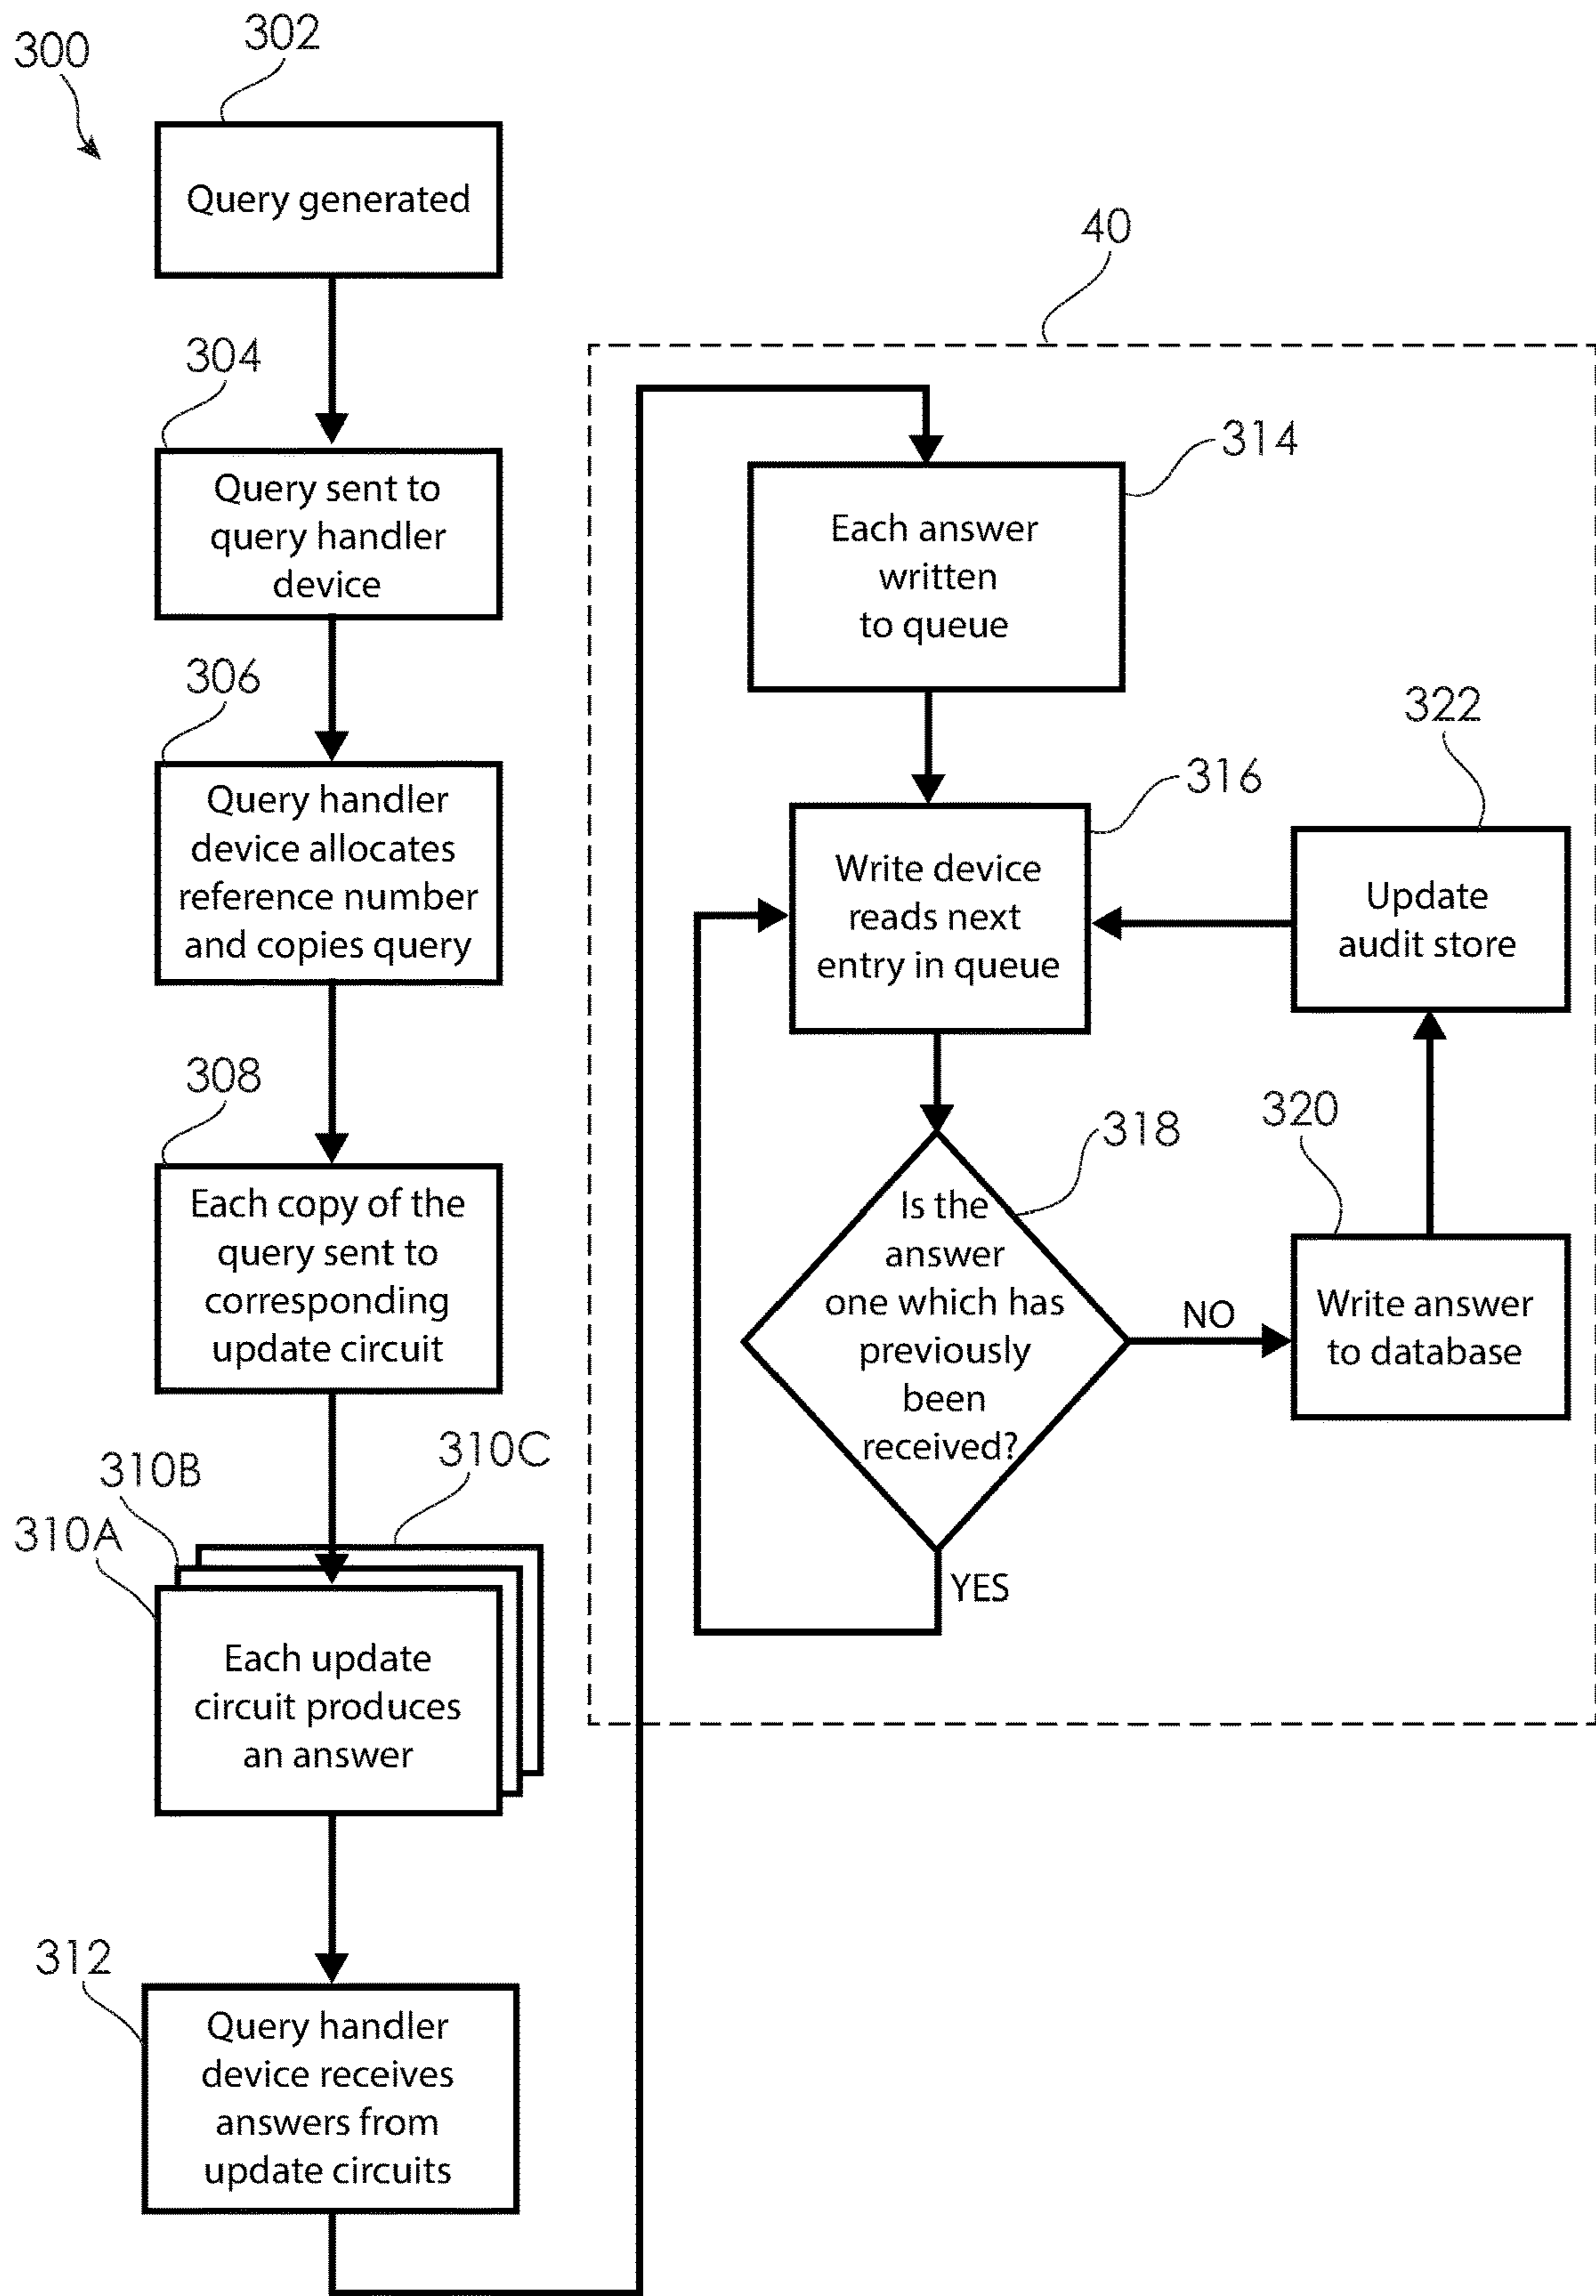 300
302
Query generated
304
Query sent to
query handler
device
306
Query handler
device allocates
reference number
and copies query
308
Each copy of the
query sent to
corresponding
update circuit
310A
310B
310C
Each update
circuit produces
an answer
312
Query handler
device receives
answers from
update circuits
40
314
Each answer
written
to queue
316
Write device
reads next
entry in queue
318
Is the
answer
one which has
previously
been
received?
YES
NO
320
Write answer
to database
322
Update
audit store